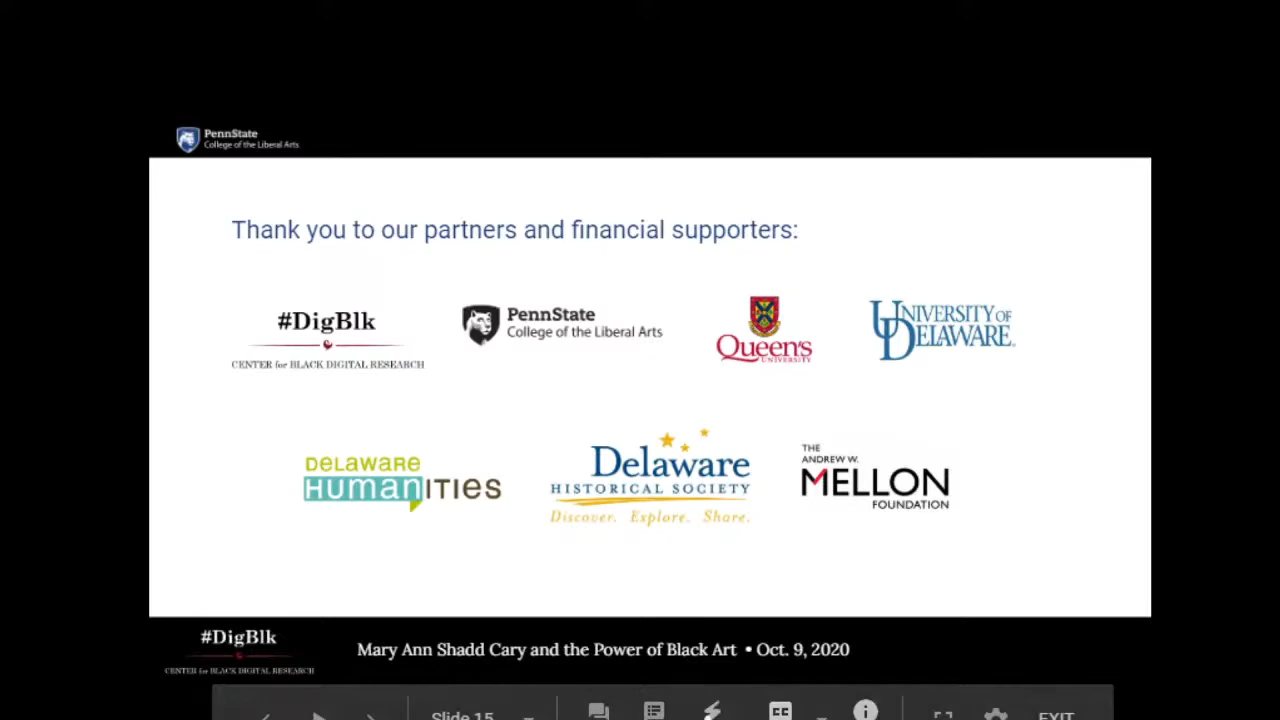 PennState
College of the Liberal Arts
Thank you to our partners and financial supporters:
#DigBlk
CENTER for BLACK DIGITAL RESEARCH
PennState
College of the Liberal Arts
Queen's
UNIVERSITY
UNIVERSITY OF
DELAWARE
DELAWARE
HUMANITIES
Delaware
HISTORICAL SOCIETY
Discover. Explore. Share.
THE
ANDREW W.
MELLON
FOUNDATION
#DigBlk
CENTER for BLACK DIGITAL RESEARCH
Mary Ann Shadd Cary and the Power of Black Art • Oct. 9, 2020
Slide 15
CC
EXIT